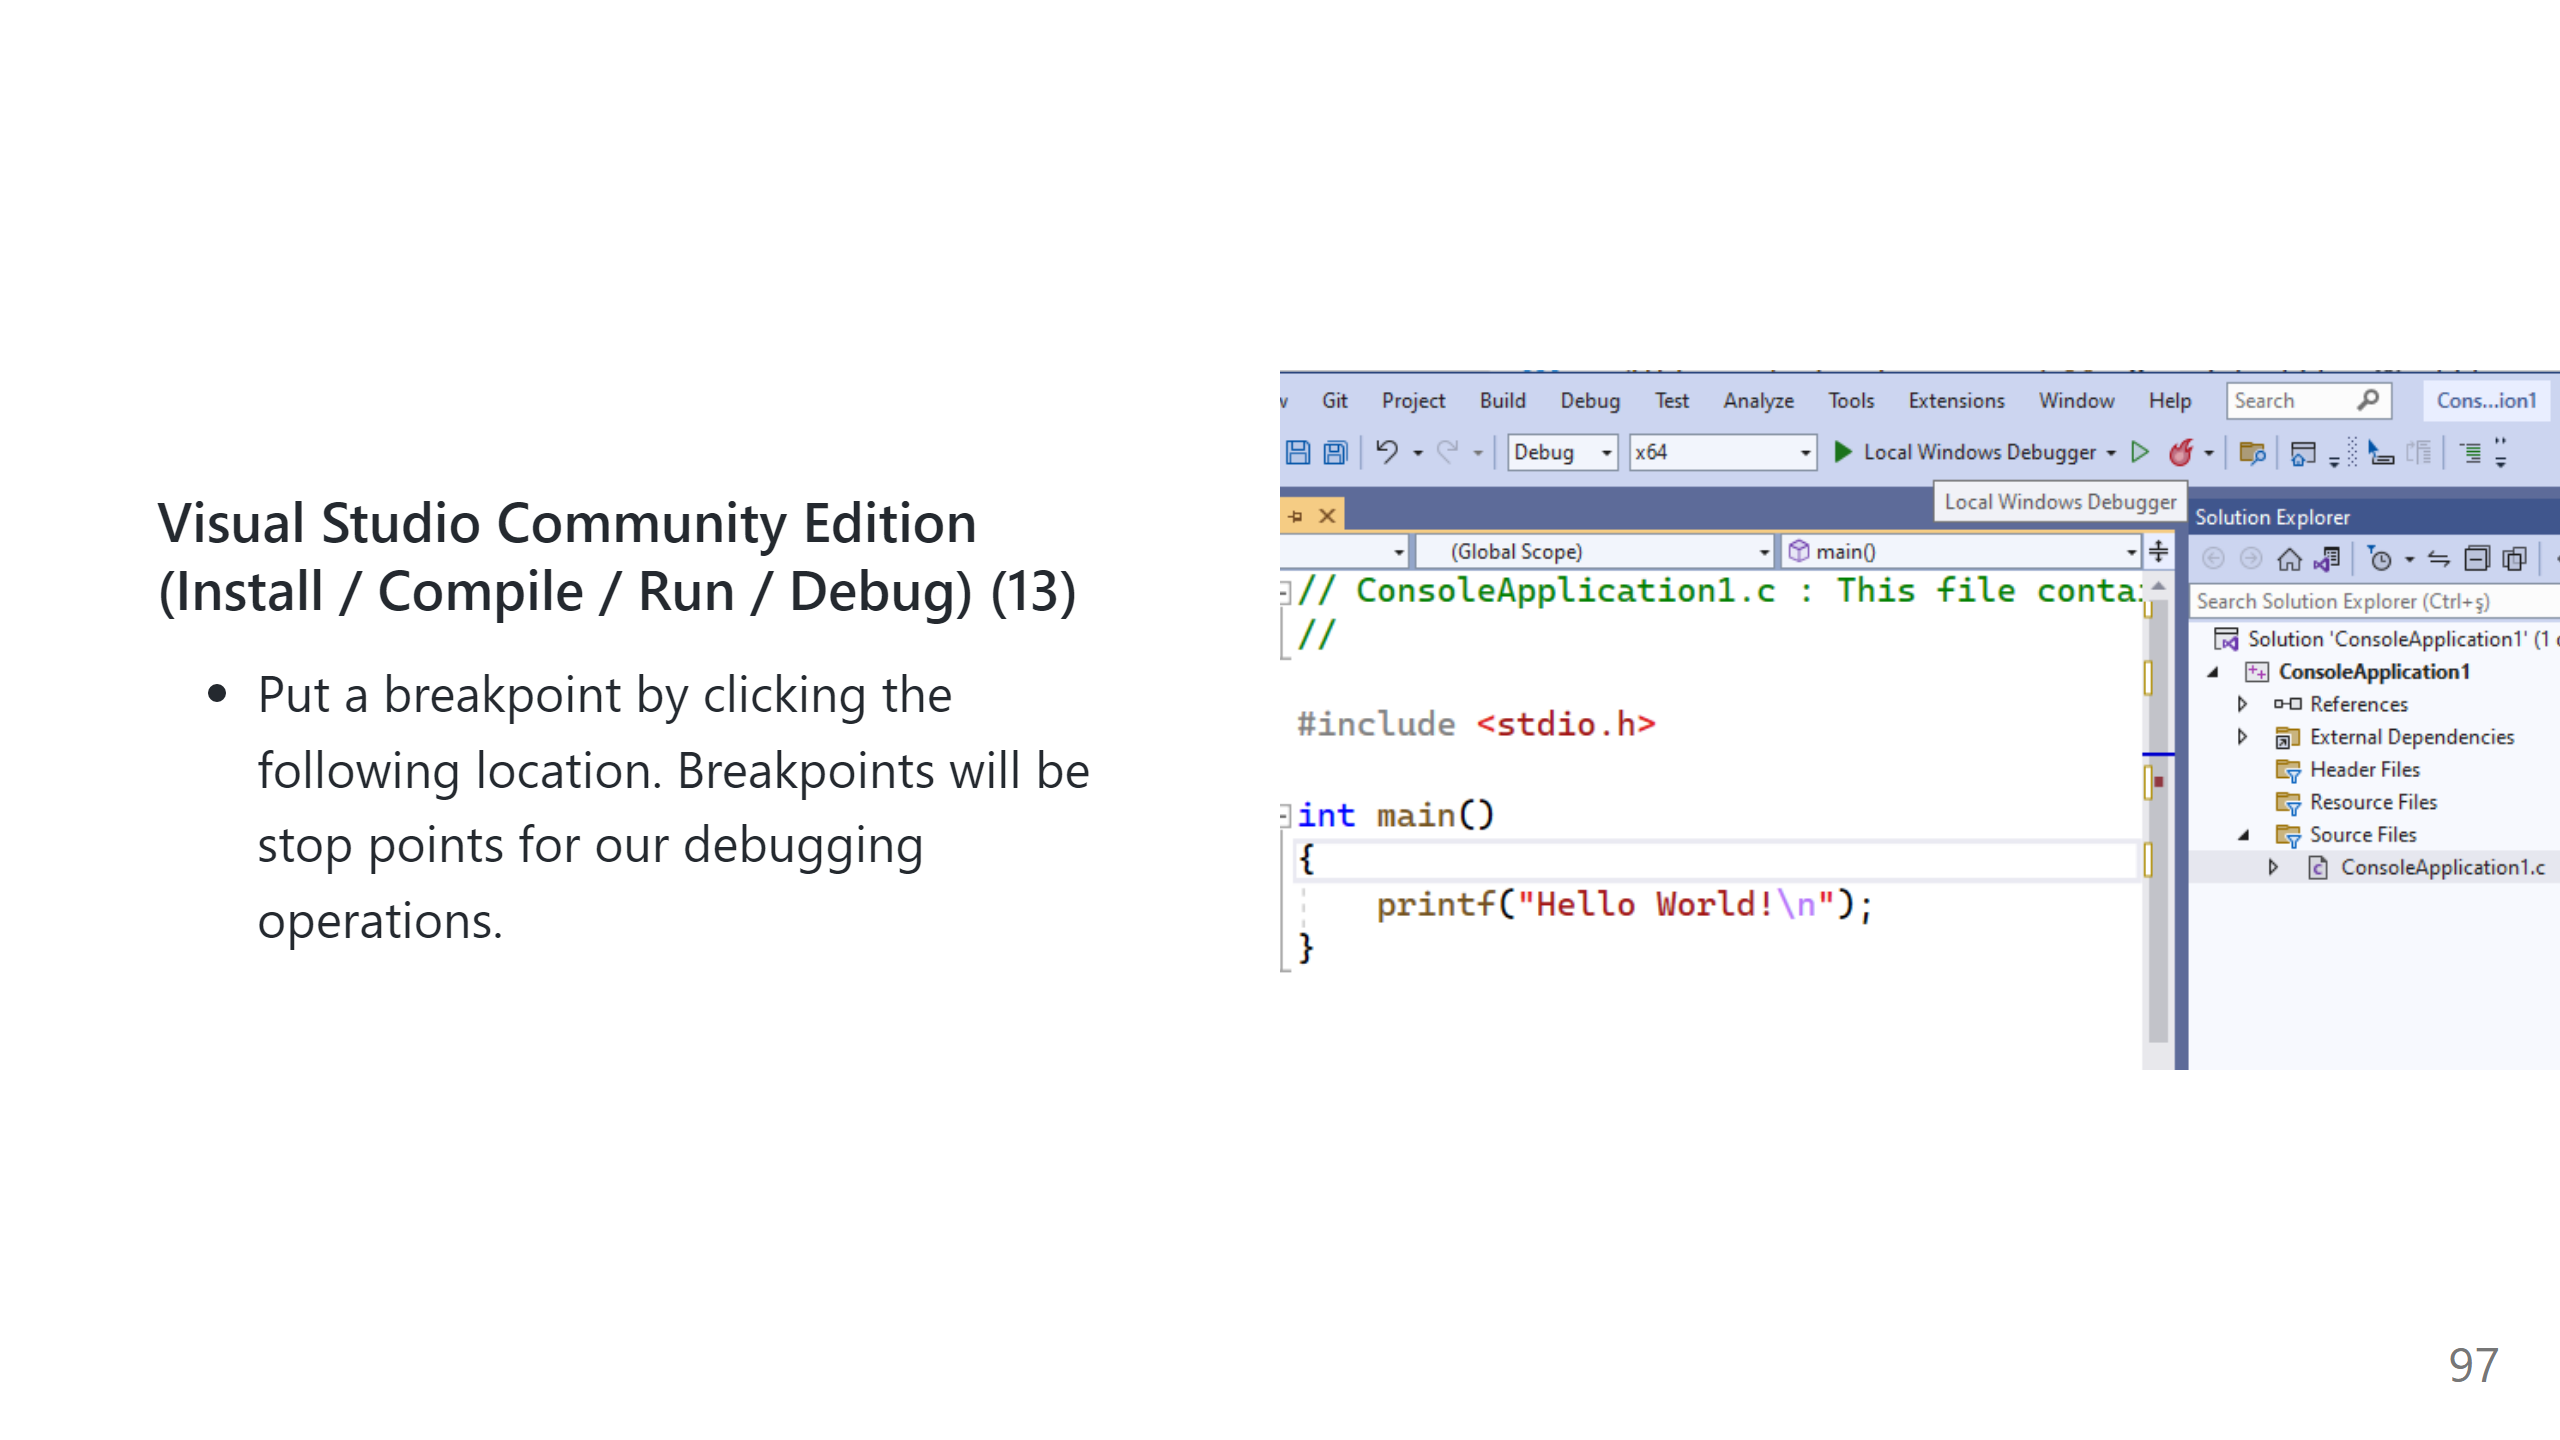 Visual Studio Community Edition
(Install / Compile / Run / Debug) (13)
• Put a breakpoint by clicking the
following location. Breakpoints will be
stop points for our debugging
operations.
Git Project Build Debug Test Analyze Tools Extensions Window Help Search Cons...ion1
Debug x64 Local Windows Debugger
Local Windows Debugger
(Global Scope) main()
// ConsoleApplication1.c : This file contai
//
#include <stdio.h>
int main()
{
printf("Hello World!\n");
}
Solution Explorer
Search Solution Explorer (Ctrl+ş)
Solution 'ConsoleApplication1' (1
ConsoleApplication1
References
External Dependencies
Header Files
Resource Files
Source Files
ConsoleApplication1.c
97